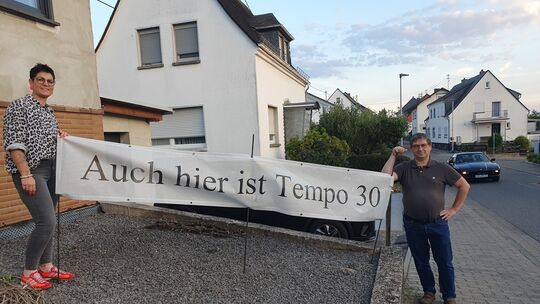 Auch hier ist Tempo 30